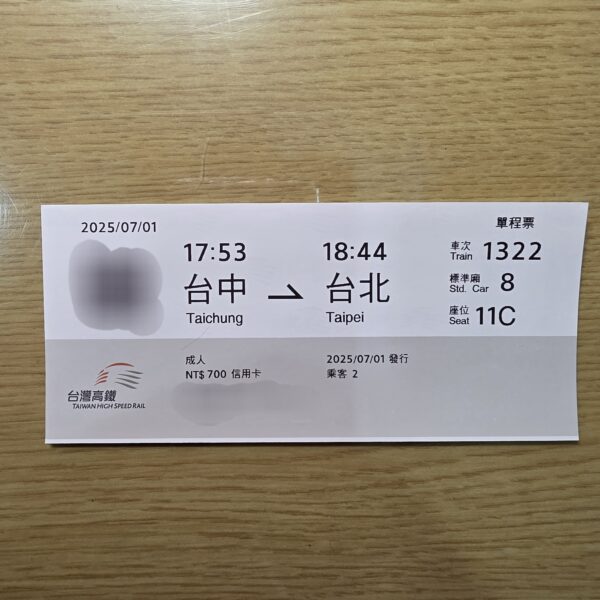 2025/07/01
單程票
17:53
18:44
車次 Train 1322
台中
台北
標準廂 Std. Car 8
Taichung
Taipei
座位 Seat 11C
成人
2025/07/01 發行
NT$ 700 信用卡
乘客 2
台灣高鐵
TAIWAN HIGH SPEED RAIL